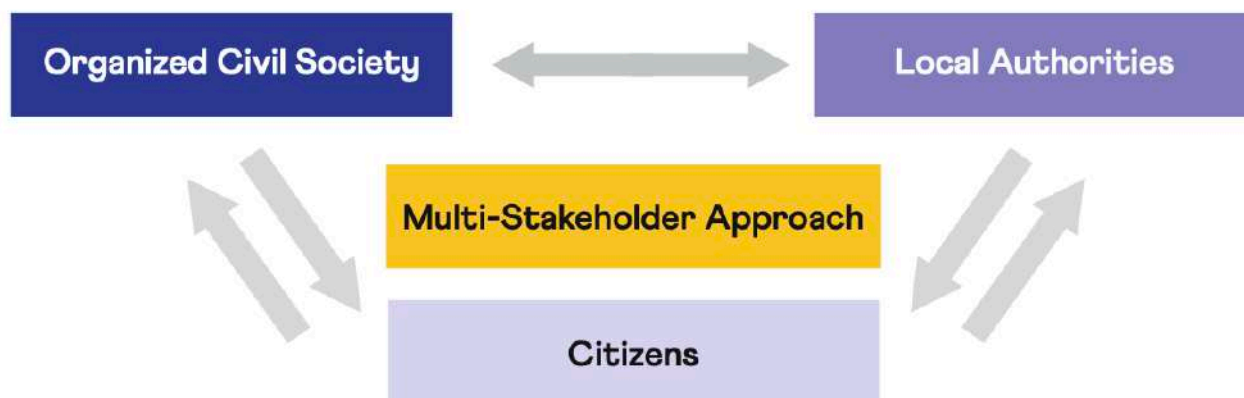 Organized Civil Society
Local Authorities
Multi-Stakeholder Approach
Citizens